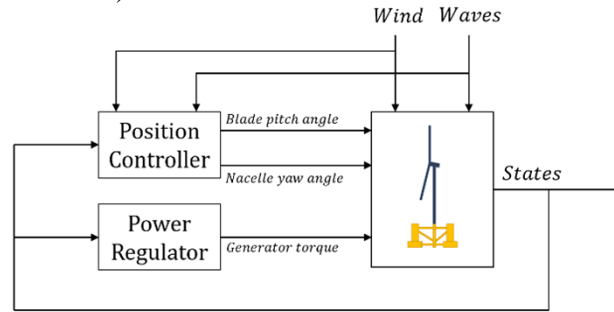 Wind Waves
Blade pitch angle
Position
Controller
Nacelle yaw angle
States
Power
Regulator
Generator torque